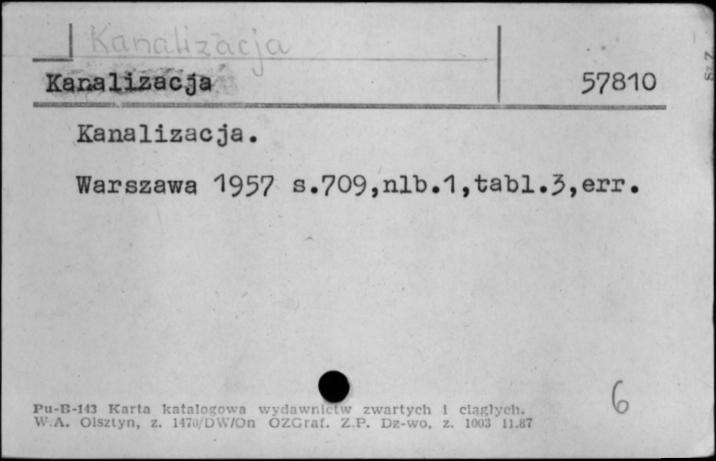 Kanalizacja
Kanalizacja 57810
Kanalizacja.
Warszawa 1957 s.709,nlb.1,tabl.3,err.
6
Pu-B-143 Karta katalogowa wydawnictw zwartych i ciągłych.
W.A. Olsztyn, z. 1470/DW/On OZGraf. Z.P. Dz-wo, z. 1003 11.87